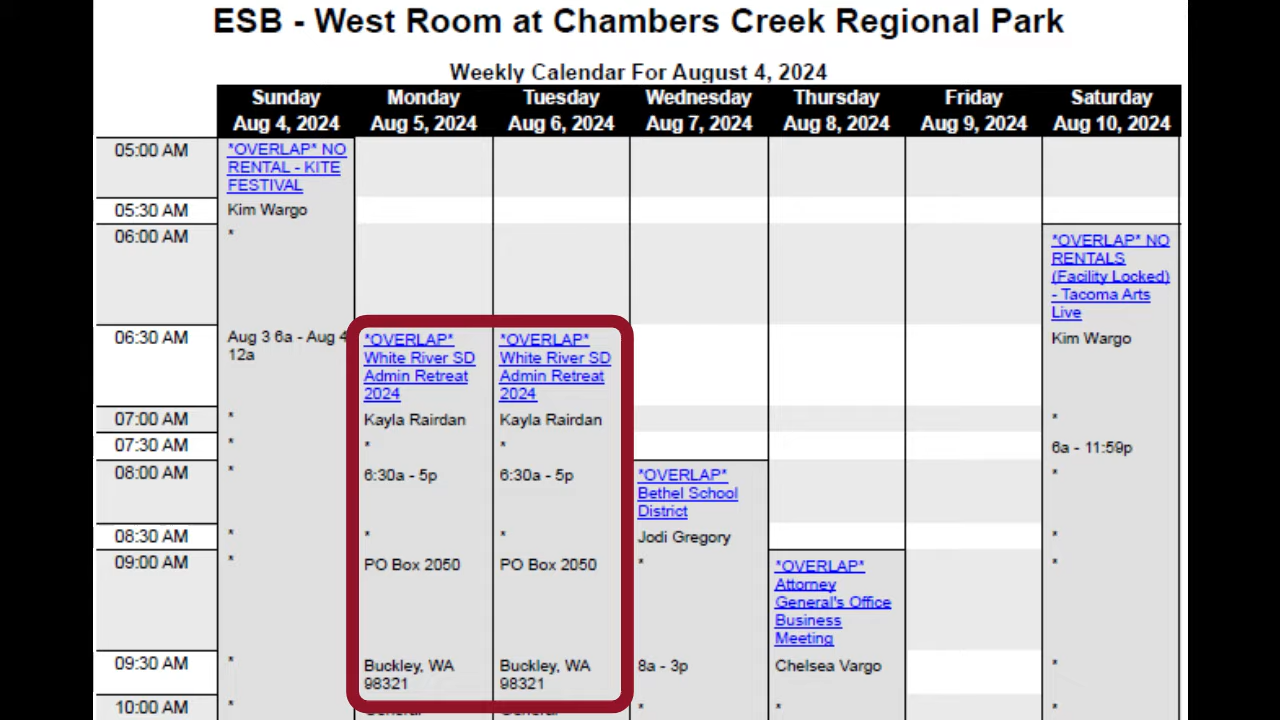 ESB - West Room at Chambers Creek Regional Park
Weekly Calendar For August 4, 2024
Sunday Monday Tuesday Wednesday Thursday Friday Saturday
Aug 4, 2024 Aug 5, 2024 Aug 6, 2024 Aug 7, 2024 Aug 8, 2024 Aug 9, 2024 Aug 10, 2024
05:00 AM *OVERLAP* NO
RENTAL - KITE
FESTIVAL
05:30 AM Kim Wargo
06:00 AM * *OVERLAP* NO
RENTALS
(Facility Locked)
- Tacoma Arts
Live
06:30 AM Aug 3 6a - Aug 4 *OVERLAP* *OVERLAP* Kim Wargo
12a White River SD White River SD
Admin Retreat Admin Retreat
2024 2024
07:00 AM * Kayla Rairdan Kayla Rairdan *
07:30 AM * * * 6a - 11:59p
08:00 AM * 6:30a - 5p 6:30a - 5p *OVERLAP* *
Bethel School
District
08:30 AM * * * Jodi Gregory *
09:00 AM * PO Box 2050 PO Box 2050 * *OVERLAP* *
Attorney
General's Office
Business
Meeting
09:30 AM * Buckley, WA Buckley, WA 8a - 3p Chelsea Vargo *
98321 98321
10:00 AM * General General * * *